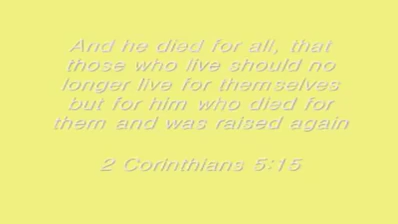 And he died for all, that
those who live should no
longer live for themselves
but for him who died for
them and was raised again
2 Corinthians 5:15